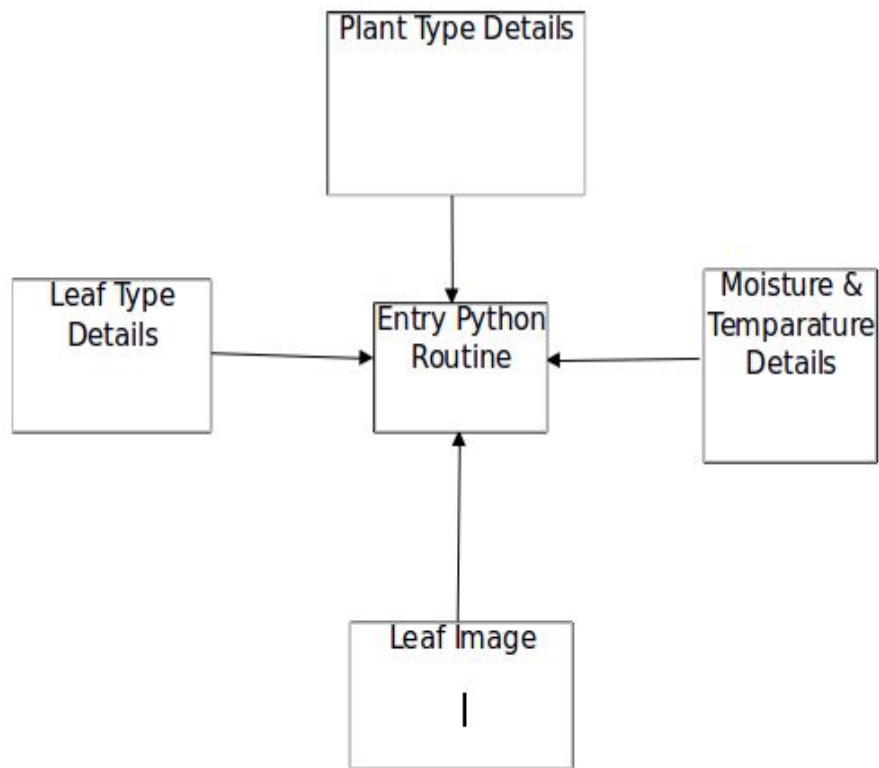 Plant Type Details
Leaf Type
Details
Entry Python
Routine
Moisture &
Temparature
Details
Leaf Image